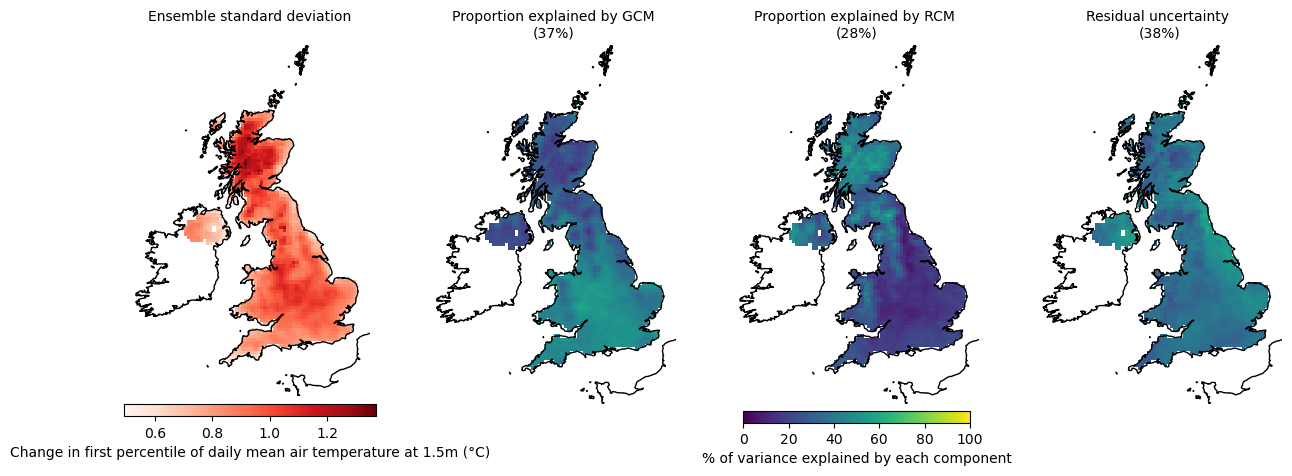 Ensemble standard deviation
Proportion explained by GCM
(37%)
Proportion explained by RCM
(28%)
Residual uncertainty
(38%)
0.6 0.8 1.0 1.2
Change in first percentile of daily mean air temperature at 1.5m (°C)
0 20 40 60 80 100
% of variance explained by each component